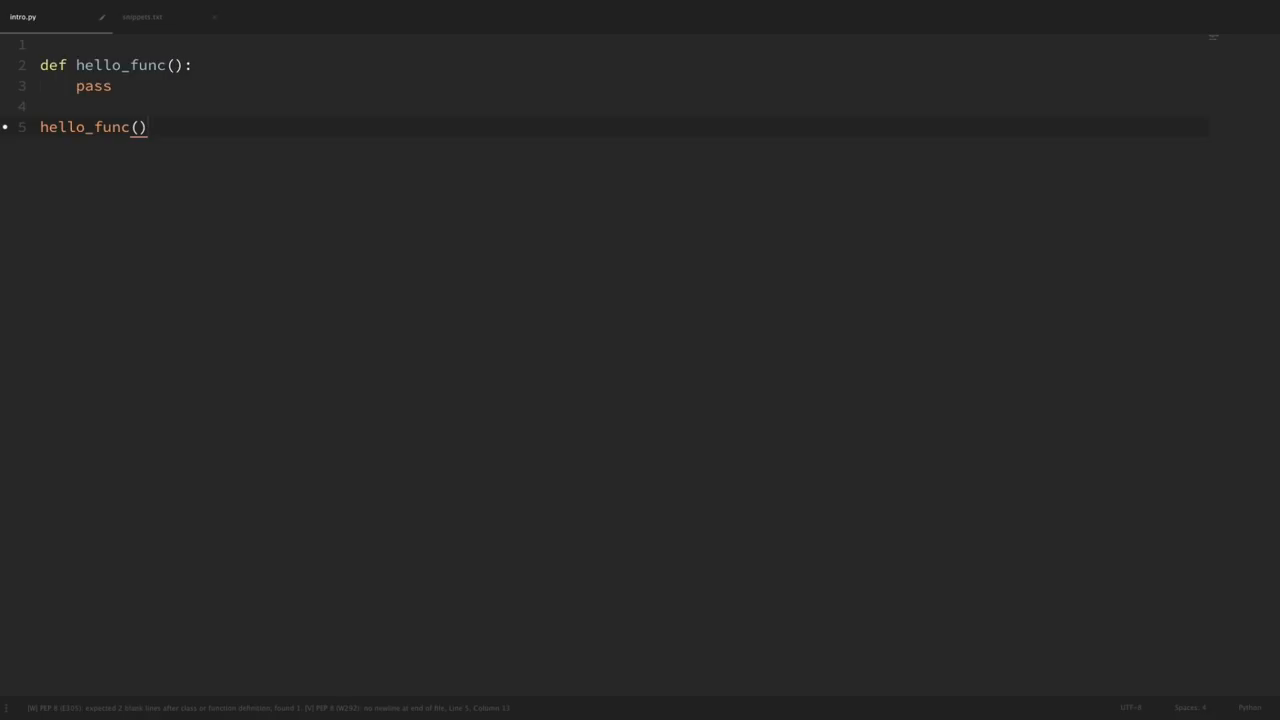 intro.py
snippets.txt
1
2 def hello_func():
3 pass
4
5 hello_func()
[W] PEP 8 (E305): expected 2 blank lines after class or function definition, found 1, [V] PEP 8 (W292): no newline at end of file, Line 5, Column 13
UTF-8
Spaces: 4
Python